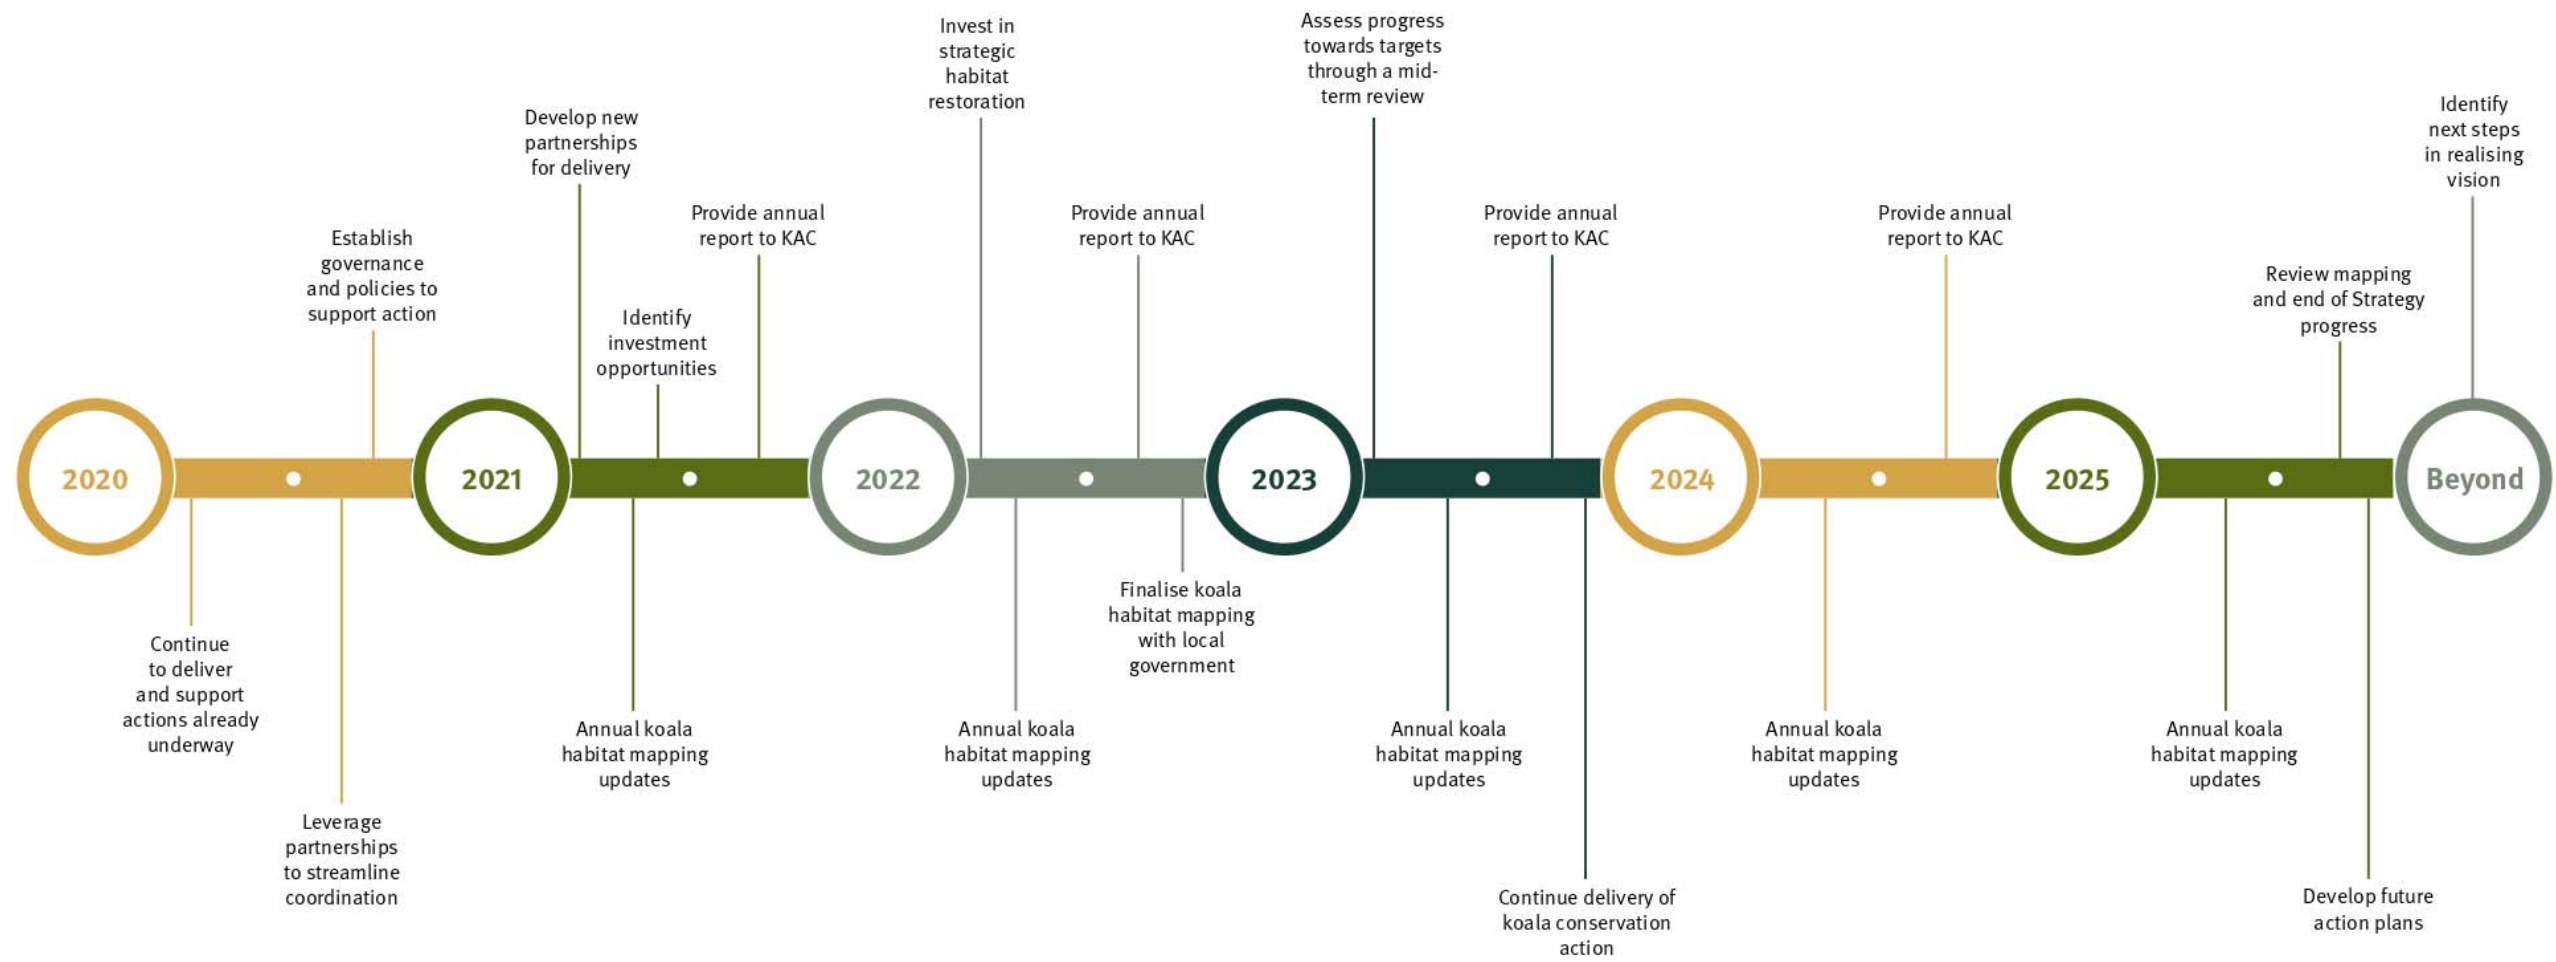 Invest in
strategic
habitat
restoration
Assess progress
towards targets
through a mid-
term review
Develop new
partnerships
for delivery
Identify
next steps
in realising
vision
Provide annual
report to KAC
Provide annual
report to KAC
Provide annual
report to KAC
Provide annual
report to KAC
Establish
governance
and policies to
support action
Review mapping
and end of Strategy
progress
Identify
investment
opportunities
2020
2021
2022
2023
2024
2025
Beyond
Finalise koala
habitat mapping
with local
government
Continue
to deliver
and support
actions already
underway
Annual koala
habitat mapping
updates
Annual koala
habitat mapping
updates
Annual koala
habitat mapping
updates
Annual koala
habitat mapping
updates
Annual koala
habitat mapping
updates
Leverage
partnerships
to streamline
coordination
Continue delivery of
koala conservation
action
Develop future
action plans